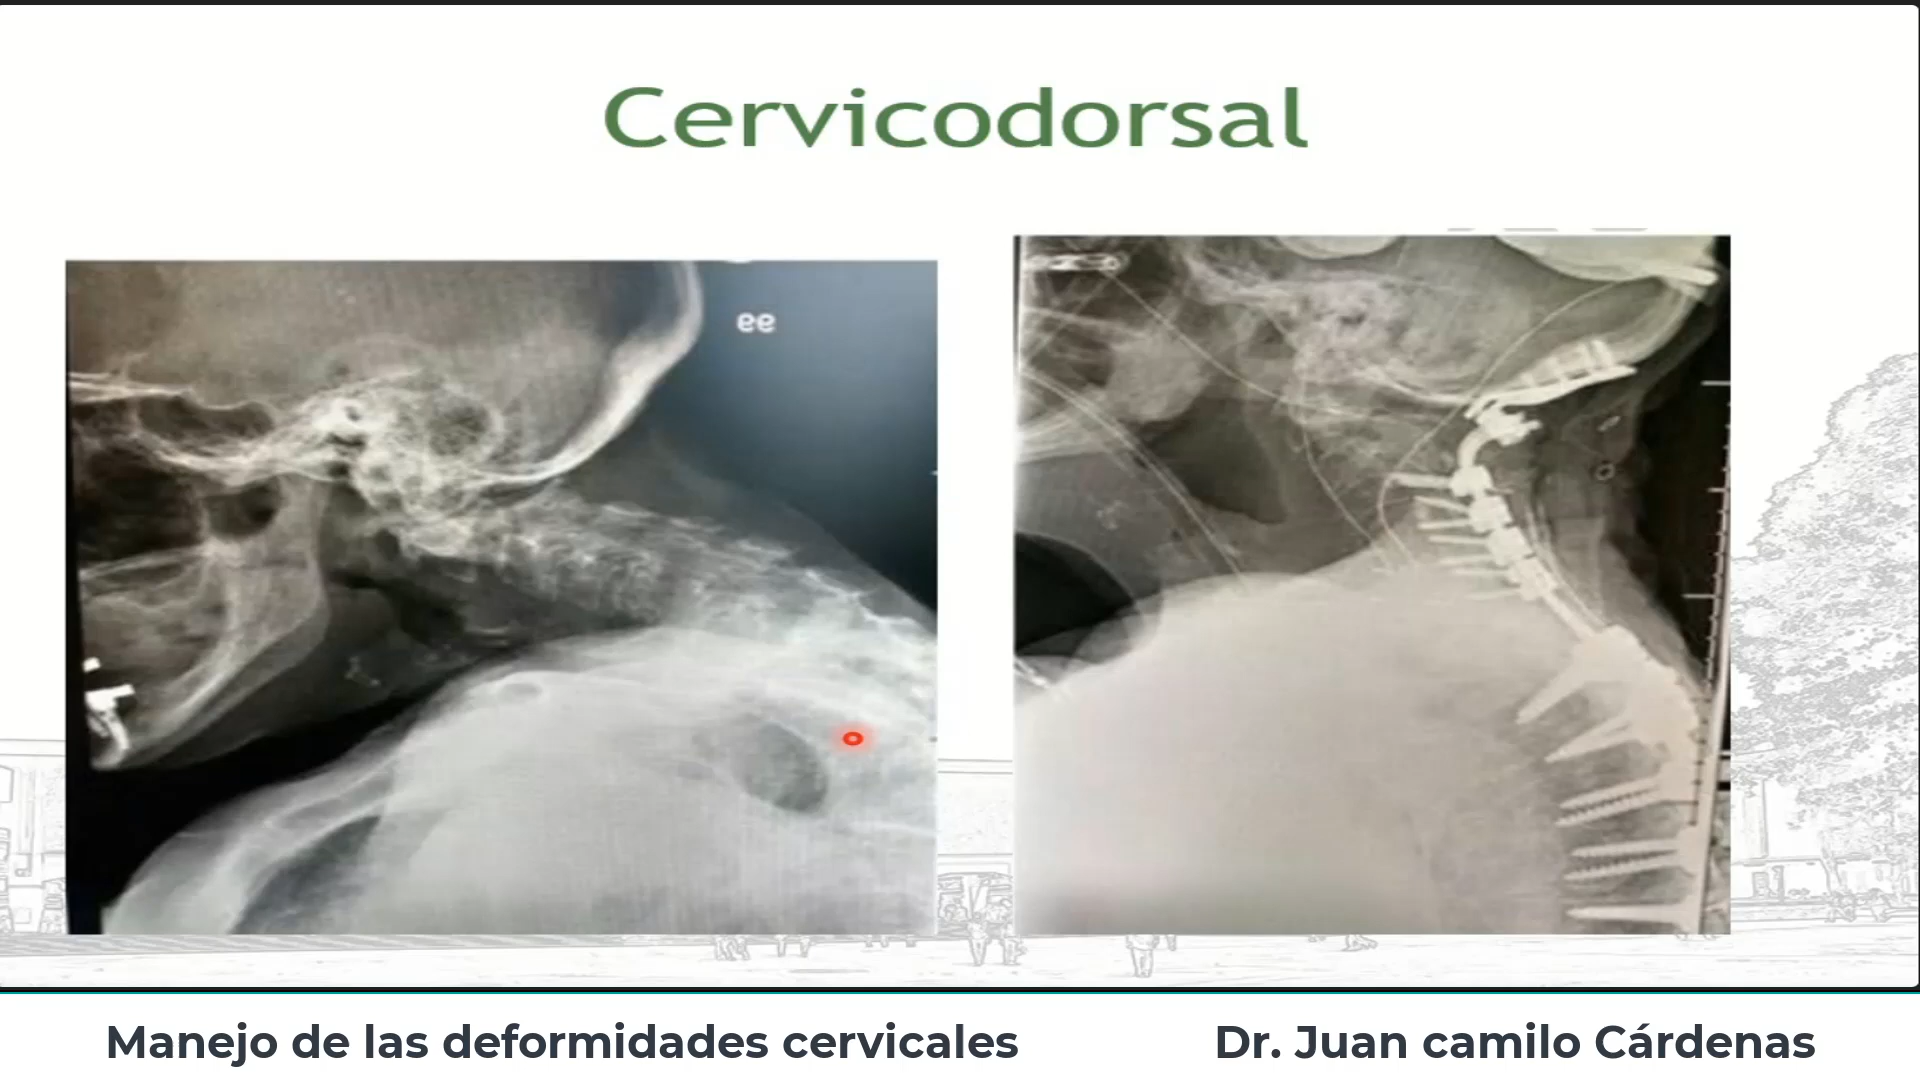 Cervicodorsal
ee
Manejo de las deformidades cervicales
Dr. Juan camilo Cárdenas